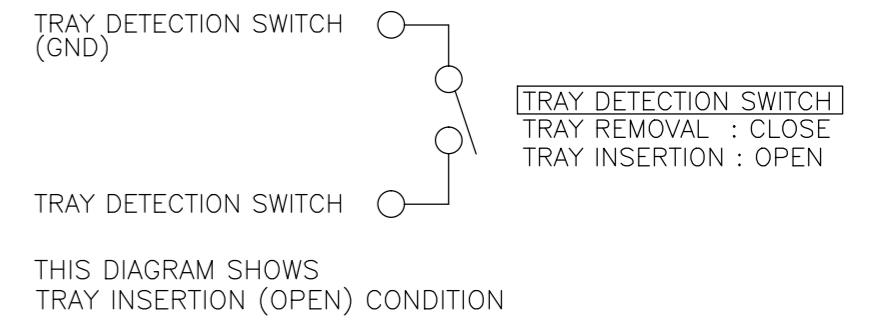 TRAY DETECTION SWITCH
(GND)
TRAY DETECTION SWITCH
TRAY REMOVAL : CLOSE
TRAY INSERTION : OPEN
TRAY DETECTION SWITCH
THIS DIAGRAM SHOWS
TRAY INSERTION (OPEN) CONDITION